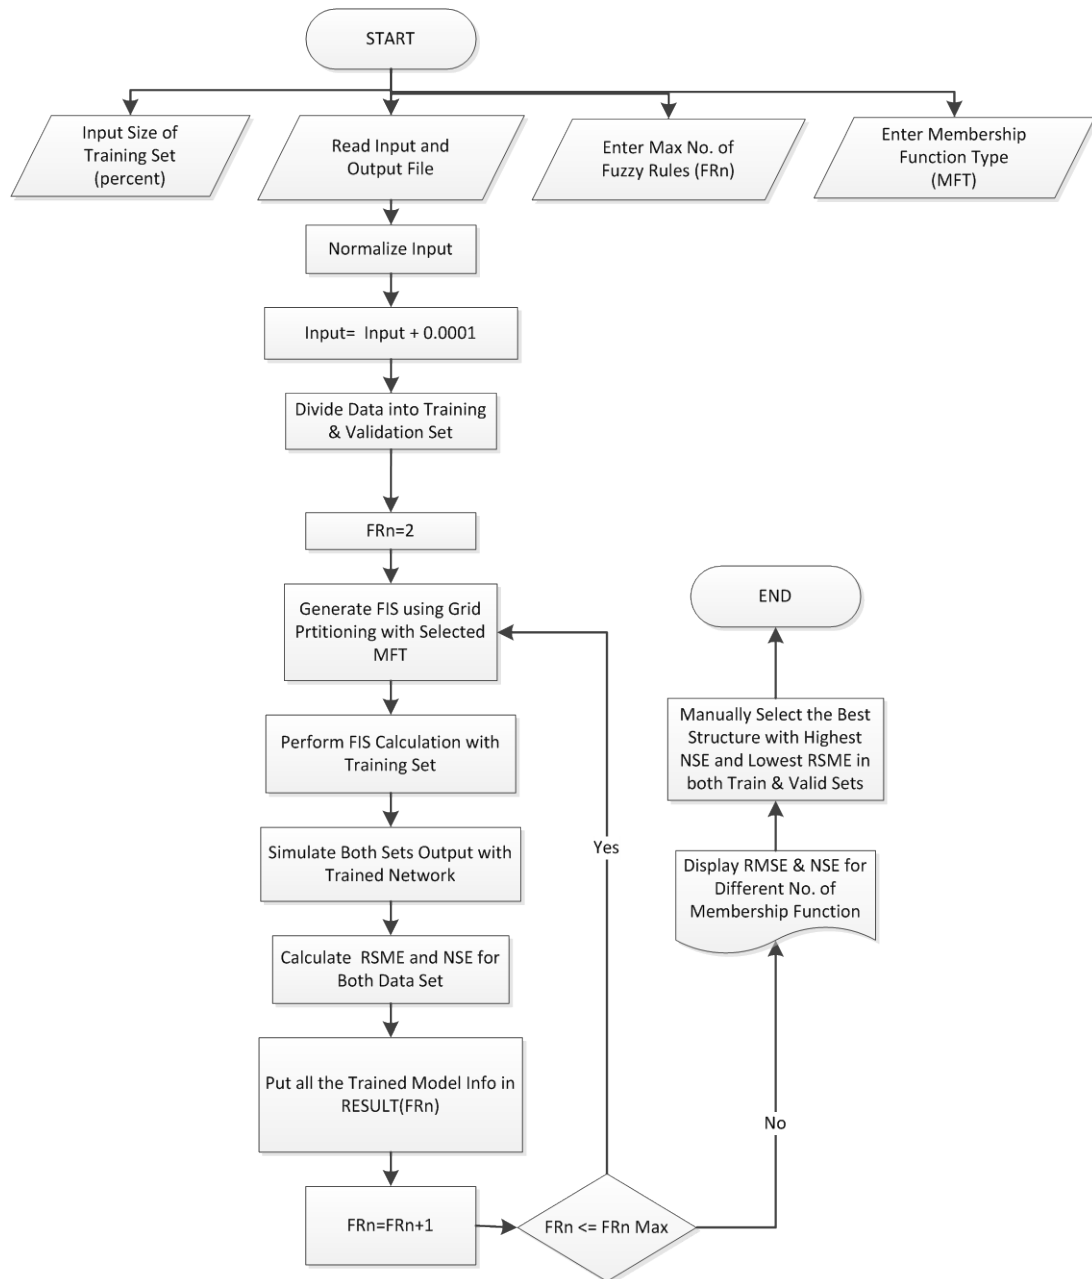 START
Input Size of
Training Set
(percent)
Read Input and
Output File
Enter Max No. of
Fuzzy Rules (FRn)
Enter Membership
Function Type
(MFT)
Normalize Input
Input= Input + 0.0001
Divide Data into Training
& Validation Set
FRn=2
Generate FIS using Grid
Prtitioning with Selected
MFT
Perform FIS Calculation with
Training Set
Simulate Both Sets Output with
Trained Network
Calculate RSME and NSE for
Both Data Set
Put all the Trained Model Info in
RESULT(FRn)
FRn=FRn+1
FRn <= FRn Max
Yes
No
Display RMSE & NSE for
Different No. of
Membership Function
Manually Select the Best
Structure with Highest
NSE and Lowest RSME in
both Train & Valid Sets
END